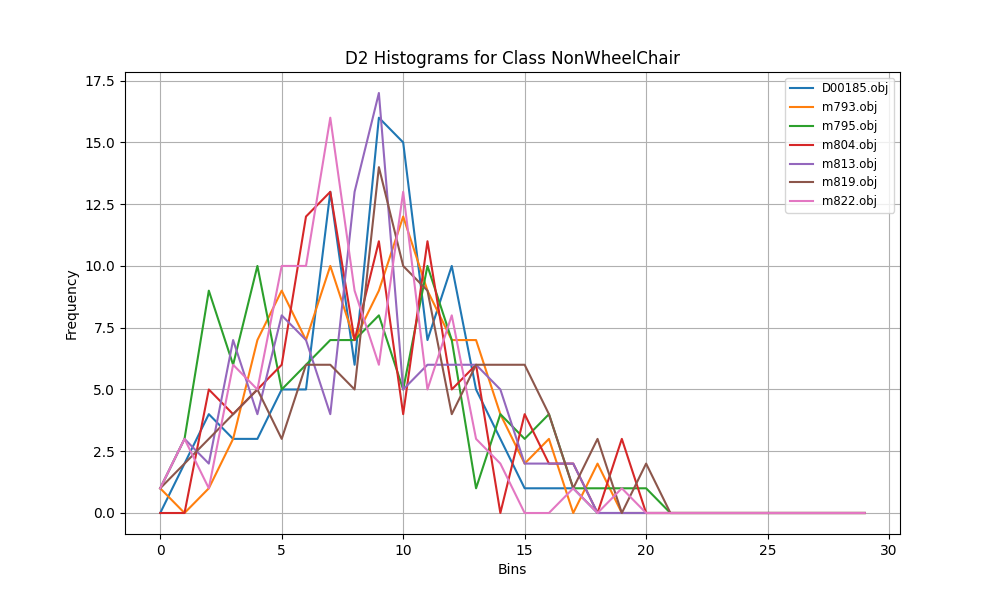 D2 Histograms for Class NonWheelChair
17.5
15.0
12.5
10.0
7.5
5.0
2.5
0.0
Frequency
0 5 10 15 20 25 30
Bins
D00185.obj
m793.obj
m795.obj
m804.obj
m813.obj
m819.obj
m822.obj